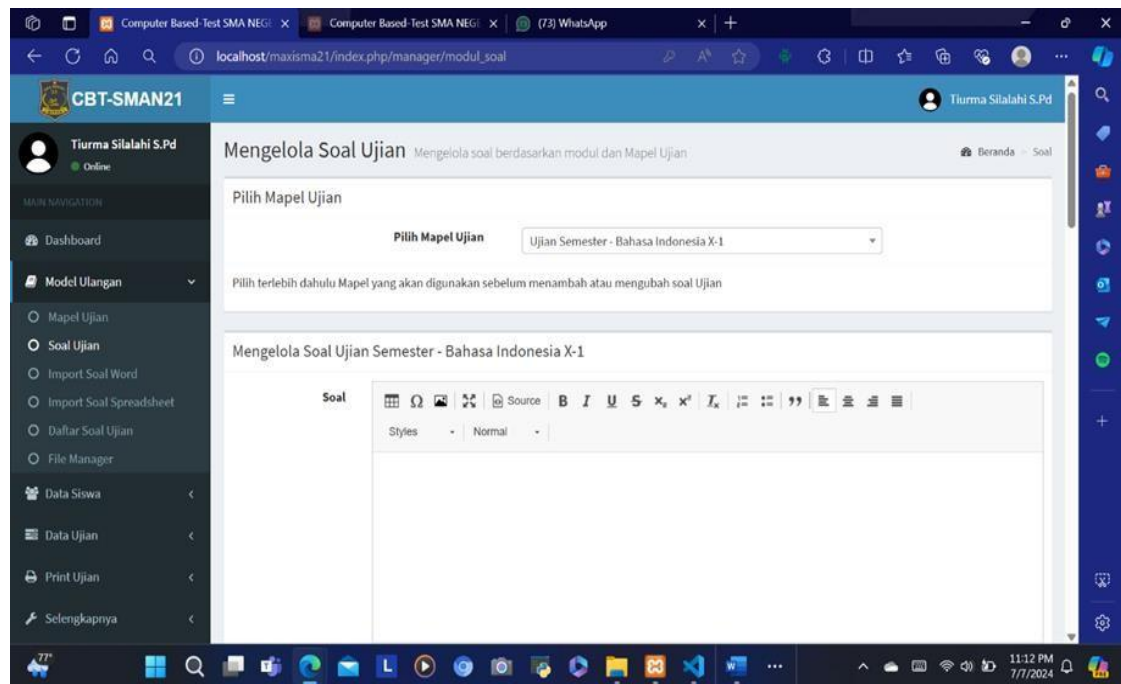 Computer Based-Test SMA NEGE
Computer Based-Test SMA NEGE
(73) WhatsApp
localhost/maxisma21/index.php/manager/modul_soal
CBT-SMAN21
Tiurma Silalahi S.Pd
Tiurma Silalahi S.Pd
Online
Mengelola Soal Ujian Mengelola soal berdasarkan modul dan Mapel Ujian
Beranda > Soal
MAIN NAVIGATION
Dashboard
Model Ulangan
Mapel Ujian
Soal Ujian
Import Soal Word
Import Soal Spreadsheet
Daftar Soal Ujian
File Manager
Data Siswa
Data Ujian
Print Ujian
Selengkapnya
Pilih Mapel Ujian
Pilih Mapel Ujian
Ujian Semester - Bahasa Indonesia X-1
Pilih terlebih dahulu Mapel yang akan digunakan sebelum menambah atau mengubah soal Ujian
Mengelola Soal Ujian Semester - Bahasa Indonesia X-1
Soal
Ω Source B I U S x₂ x² Tx
Styles Normal
77°
11:12 PM
7/7/2024